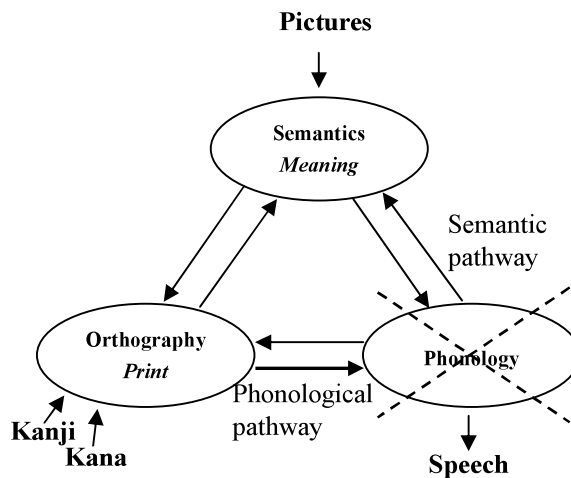 Pictures
Semantics
Meaning
Semantic
pathway
Orthography
Print
Phonology
Phonological
pathway
Kanji
Kana
Speech